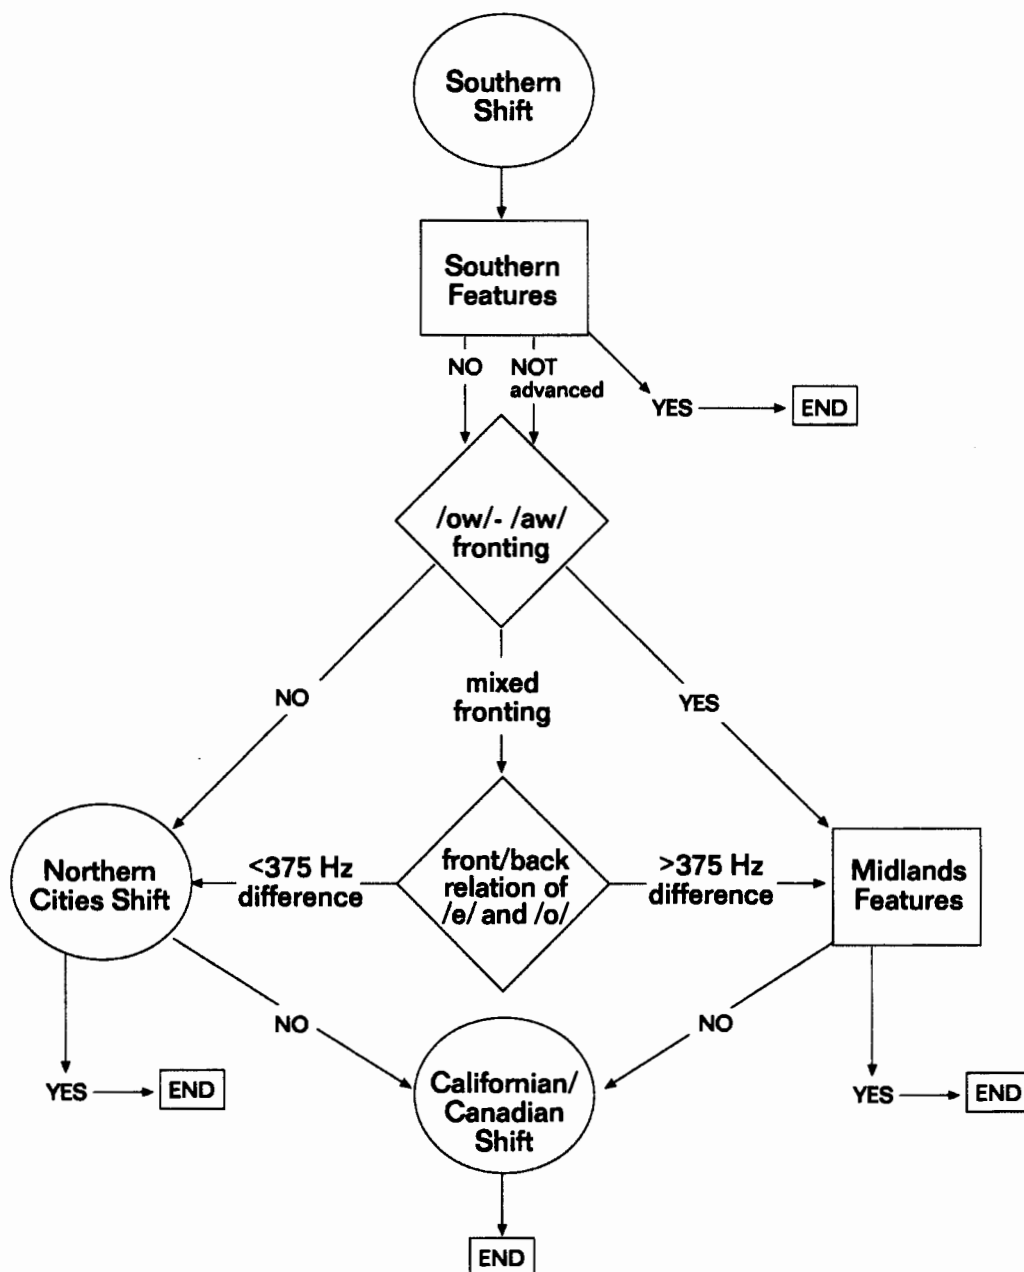 Southern
Shift
Southern
Features
NO
NOT
advanced
YES
END
/ow/- /aw/
fronting
NO
mixed
fronting
YES
Northern
Cities Shift
<375 Hz
difference
front/back
relation of
/e/ and /o/
>375 Hz
difference
Midlands
Features
NO
NO
YES
END
Californian/
Canadian
Shift
YES
END
END